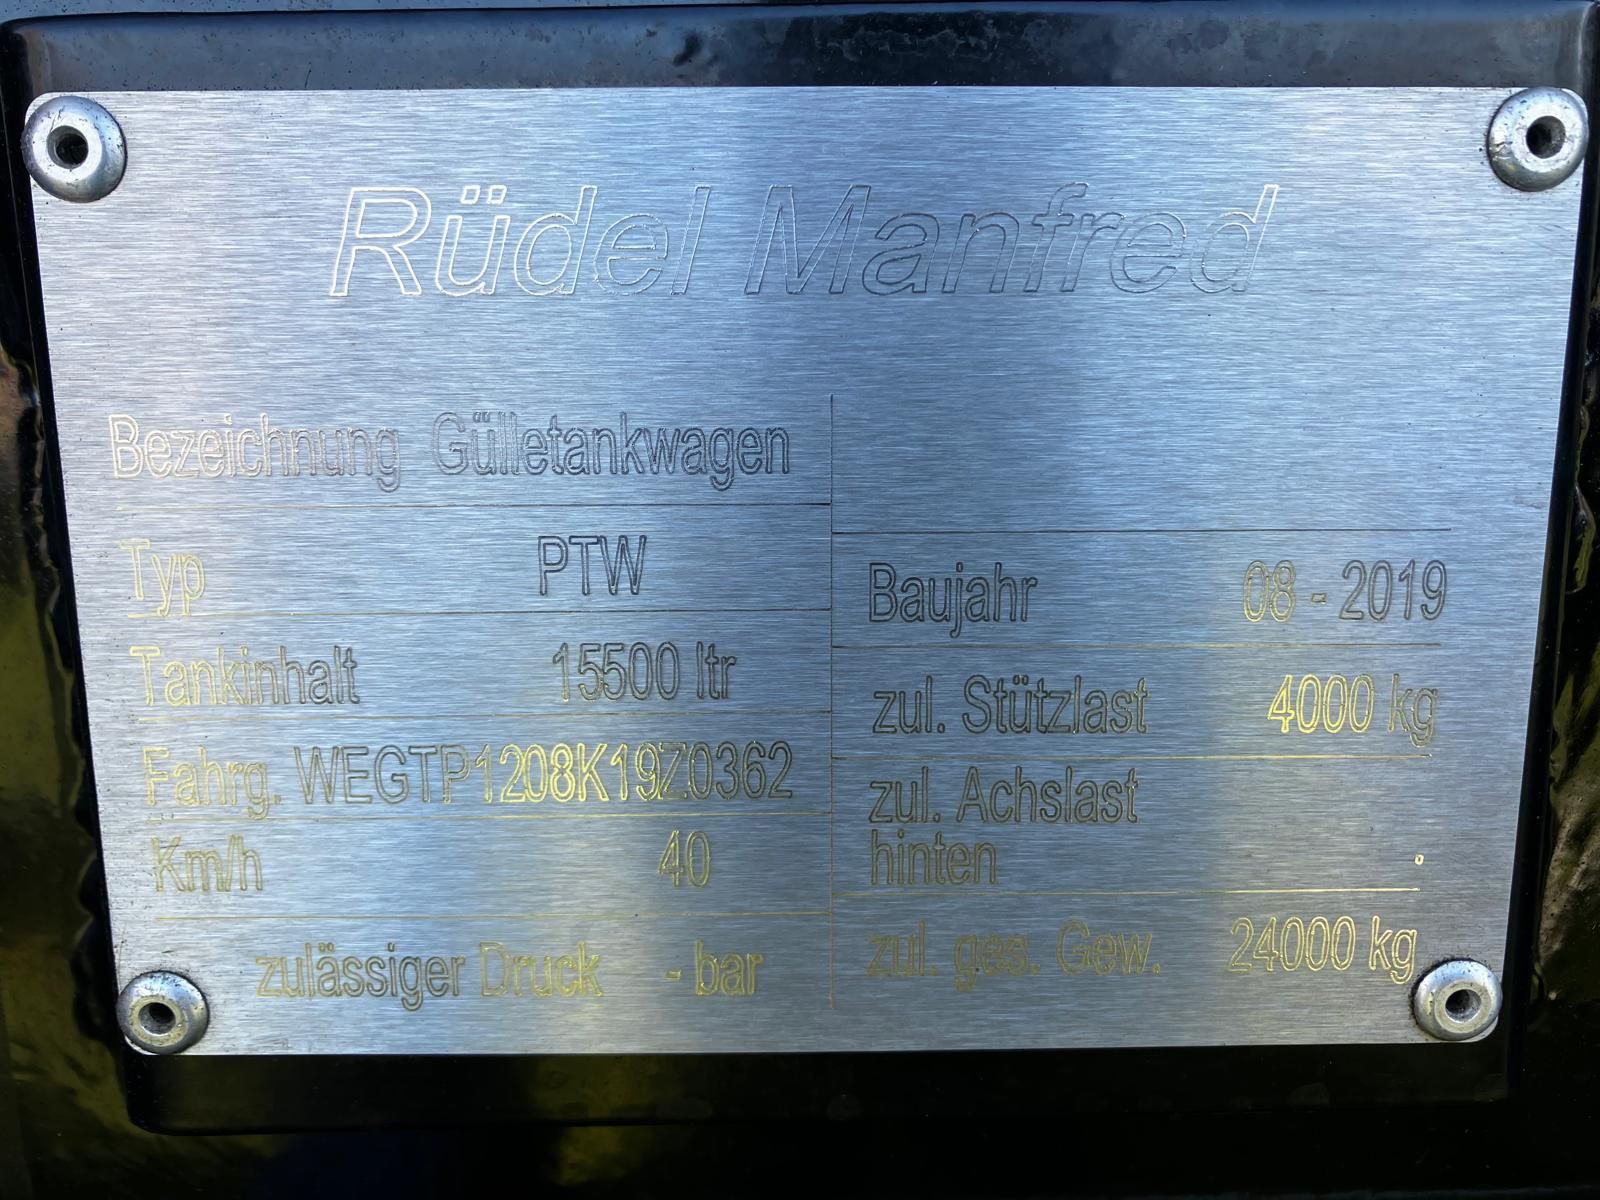 Rüdel Manfred
Bezeichnung Güllletankwagen
Typ PTW
Tankinhalt 15500 ltr
Fahrg. WEGTP1208K19Z0362
Km/h 40
zulässiger Druck - bar
Baujahr 08 - 2019
zul. Stützlast 4000 kg
zul. Achslast
hinten .
zul. ges. Gew. 24000 kg